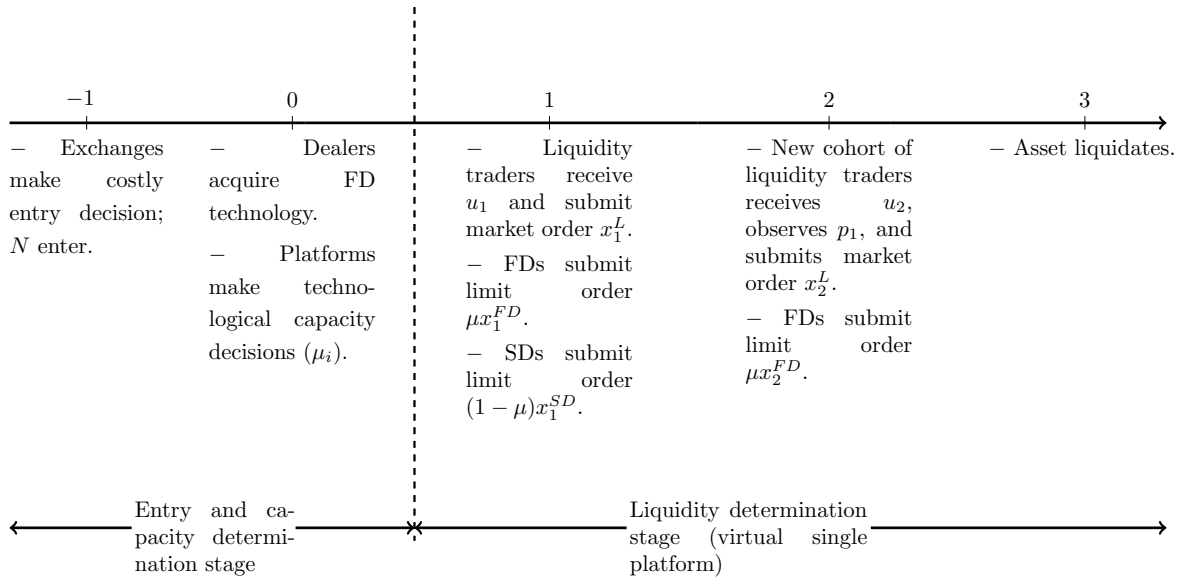 −1 0 1 2 3
− Exchanges
make costly
entry decision;
N enter.
− Dealers
acquire FD
technology.
− Platforms
make techno-
logical capacity
decisions (μᵢ).
− Liquidity
traders receive
u₁ and submit
market order x₁ᴸ.
− FDs submit
limit order
μx₁ᶠᴰ.
− SDs submit
limit order
(1 − μ)x₁ˢᴰ.
− New cohort of
liquidity traders
receives u₂,
observes p₁, and
submits market
order x₂ᴸ.
− FDs submit
limit order
μx₂ᶠᴰ.
− Asset liquidates.
Entry and ca-
pacity determi-
nation stage
Liquidity determination
stage (virtual single
platform)